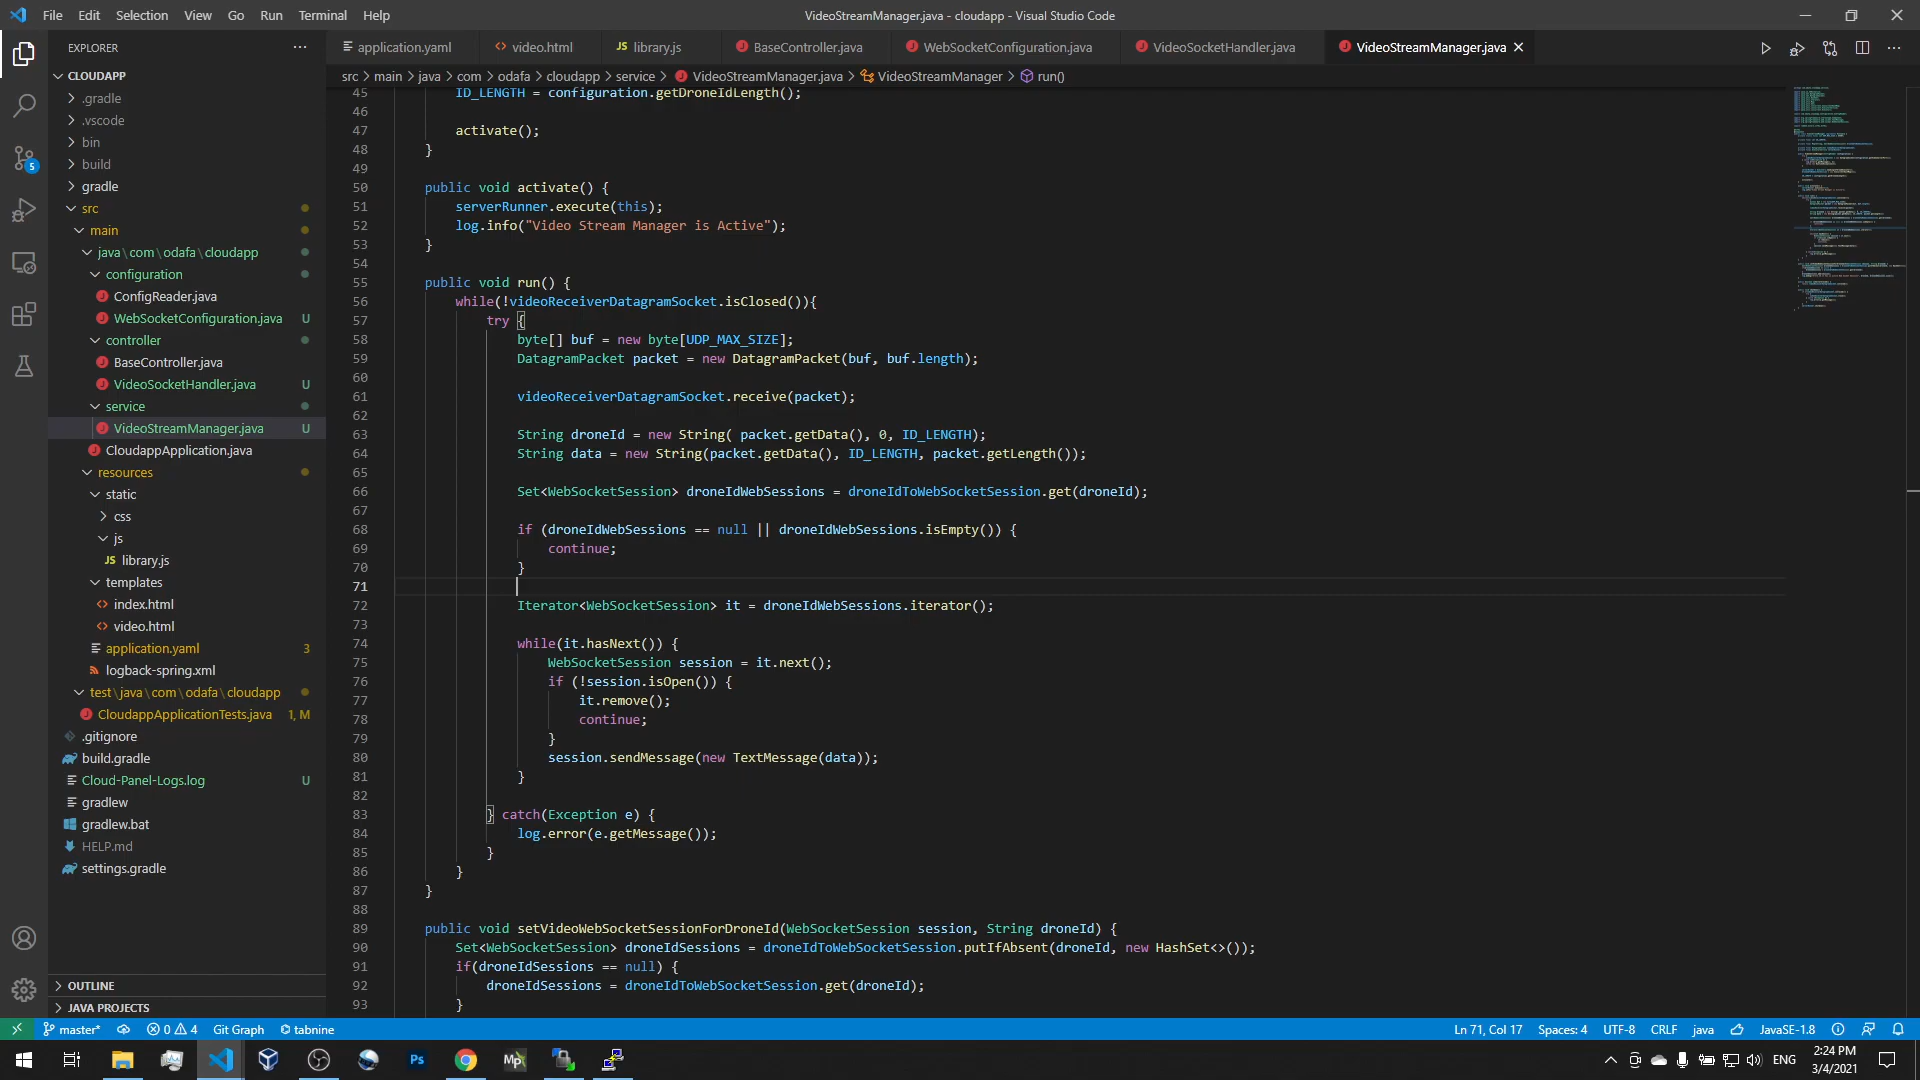 File Edit Selection View Go Run Terminal Help
VideoStreamManager.java - cloudapp - Visual Studio Code
EXPLORER
application.yaml
video.html
JS library.js
BaseController.java
WebSocketConfiguration.java
VideoSocketHandler.java
VideoStreamManager.java
src > main > java > com > odafa > cloudapp > service > VideoStreamManager.java > VideoStreamManager > run()
CLOUDAPP
.gradle
.vscode
bin
build
gradle
src
main
java\com\odafa\cloudapp
configuration
ConfigReader.java
WebSocketConfiguration.java U
controller
BaseController.java
VideoSocketHandler.java U
service
VideoStreamManager.java U
CloudappApplication.java
resources
static
css
js
JS library.js
templates
index.html
video.html
application.yaml 3
logback-spring.xml
test\java\com\odafa\cloudapp
CloudappApplicationTests.java 1, M
.gitignore
build.gradle
Cloud-Panel-Logs.log U
gradlew
gradlew.bat
HELP.md
settings.gradle
OUTLINE
JAVA PROJECTS
5
45 ID_LENGTH = configuration.getDroneIdLength();
46
47 activate();
48 }
49
50 public void activate() {
51 serverRunner.execute(this);
52 log.info("Video Stream Manager is Active");
53 }
54
55 public void run() {
56 while(!videoReceiverDatagramSocket.isClosed()){
57 try {
58 byte[] buf = new byte[UDP_MAX_SIZE];
59 DatagramPacket packet = new DatagramPacket(buf, buf.length);
60
61 videoReceiverDatagramSocket.receive(packet);
62
63 String droneId = new String( packet.getData(), 0, ID_LENGTH);
64 String data = new String(packet.getData(), ID_LENGTH, packet.getLength());
65
66 Set<WebSocketSession> droneIdWebSessions = droneIdToWebSocketSession.get(droneId);
67
68 if (droneIdWebSessions == null || droneIdWebSessions.isEmpty()) {
69 continue;
70 }
71
72 Iterator<WebSocketSession> it = droneIdWebSessions.iterator();
73
74 while(it.hasNext()) {
75 WebSocketSession session = it.next();
76 if (!session.isOpen()) {
77 it.remove();
78 continue;
79 }
80 session.sendMessage(new TextMessage(data));
81 }
82
83 } catch(Exception e) {
84 log.error(e.getMessage());
85 }
86 }
87 }
88
89 public void setVideoWebSocketSessionForDroneId(WebSocketSession session, String droneId) {
90 Set<WebSocketSession> droneIdSessions = droneIdToWebSocketSession.putIfAbsent(droneId, new HashSet<>());
91 if(droneIdSessions == null) {
92 droneIdSessions = droneIdToWebSocketSession.get(droneId);
93 }
master* 0 4 Git Graph tabnine
Ln 71, Col 17 Spaces: 4 UTF-8 CRLF java JavaSE-1.8
Ps
Mp
ENG
2:24 PM
3/4/2021